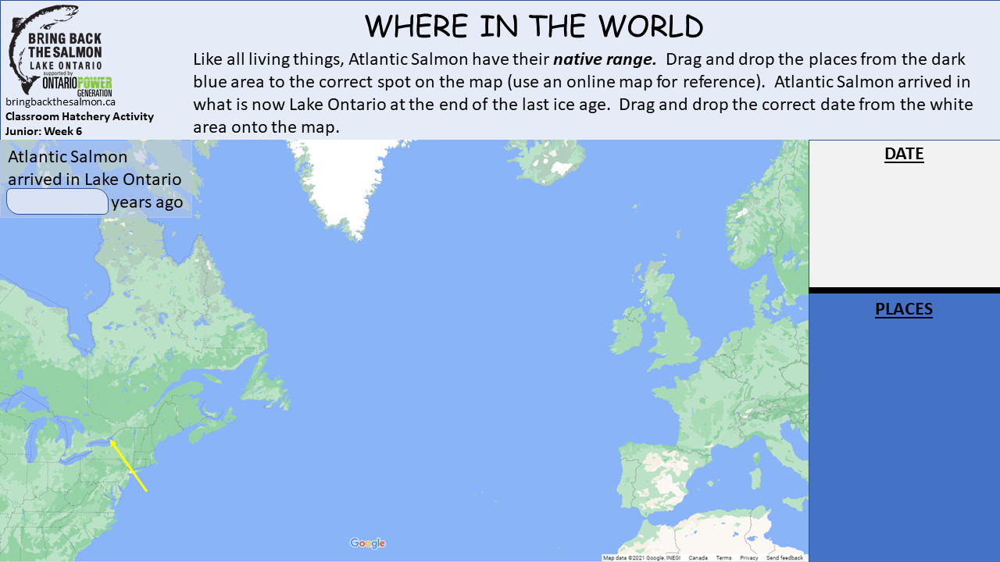 WHERE IN THE WORLD
BRING BACK
THE SALMON
LAKE ONTARIO
supported by
ONTARIOPOWER
GENERATION
bringbackthesalmon.ca
Classroom Hatchery Activity
Junior: Week 6
Like all living things, Atlantic Salmon have their native range. Drag and drop the places from the dark
blue area to the correct spot on the map (use an online map for reference). Atlantic Salmon arrived in
what is now Lake Ontario at the end of the last ice age. Drag and drop the correct date from the white
area onto the map.
Atlantic Salmon
arrived in Lake Ontario
years ago
DATE
PLACES
Google
Map data ©2021 Google, INEGI Canada Terms Privacy Send feedback